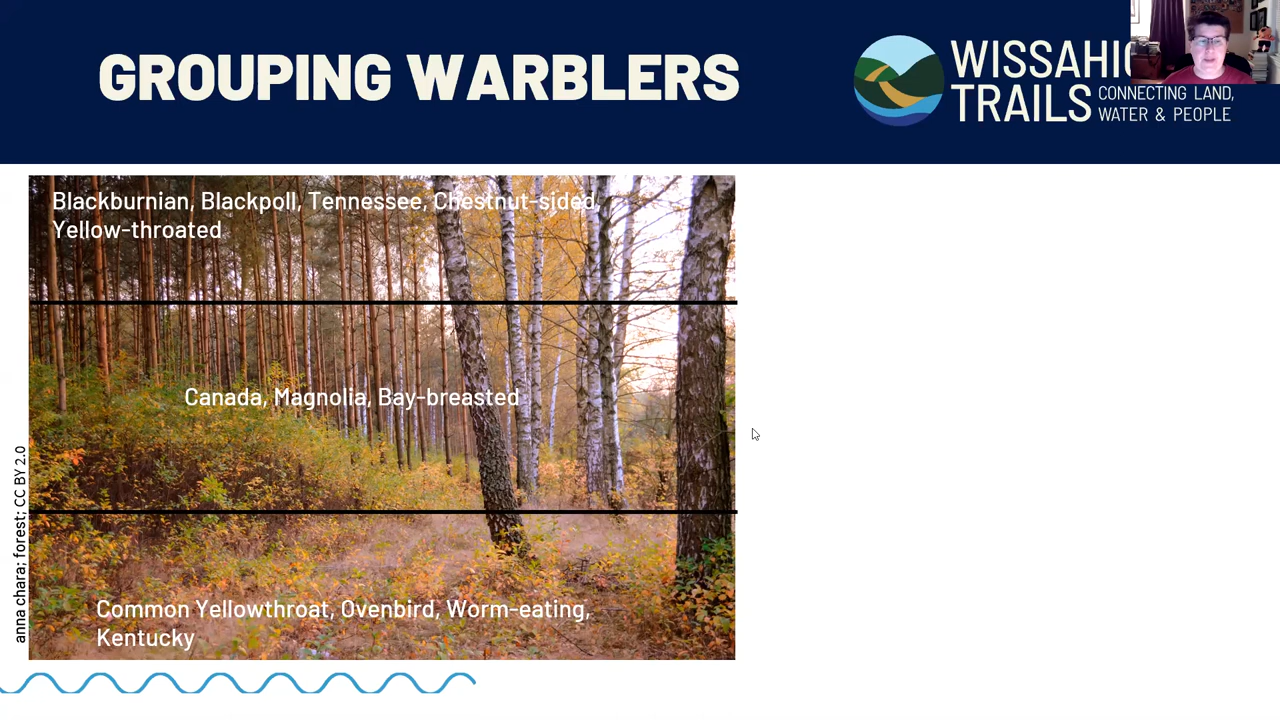 GROUPING WARBLERS
TRAILS
CONNECTING LAND,
WATER & PEOPLE
Blackburnian, Blackpoll, Tennessee, Chestnut-sided,
Yellow-throated
Canada, Magnolia, Bay-breasted
Common Yellowthroat, Ovenbird, Worm-eating,
Kentucky
anna chara; forest; CC BY 2.0